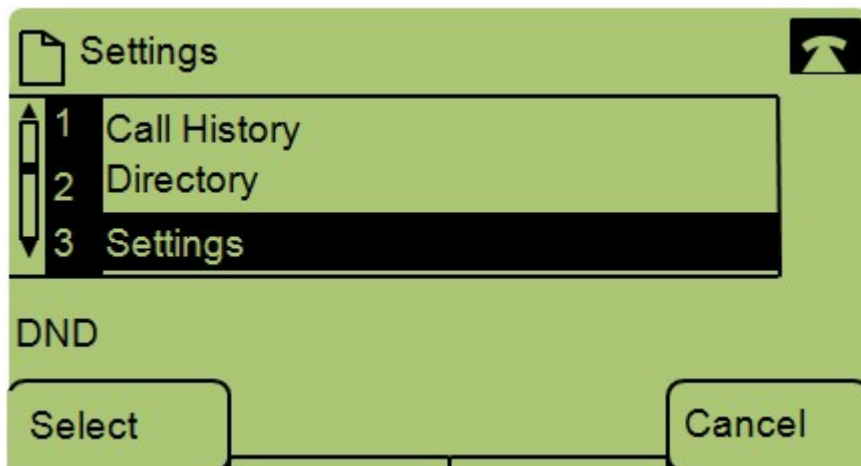 Settings
1 Call History
2 Directory
3 Settings
DND
Select Cancel